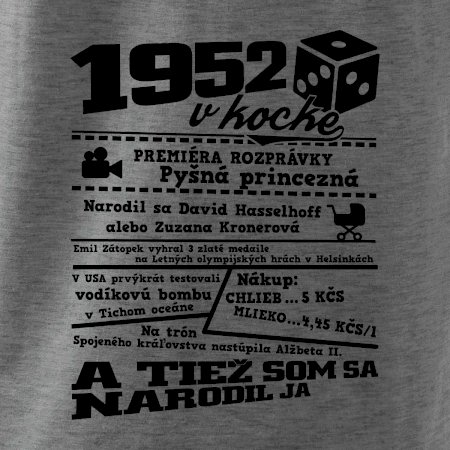 1952
v kocke
PREMIÉRA ROZPRÁVKY
Pyšná princezná
Narodil sa David Hasselhoff
alebo Zuzana Kronerová
Emil Zátopek vyhral 3 zlaté medaile
na Letných olympijských hrách v Helsinkách
V USA prvýkrát testovali
vodíkovú bombu
v Tichom oceáne
Nákup:
CHLIEB ... 5 KČS
MLIEKO...4,45 KČS/l
Na trón
Spojeného kráľovstva nastúpila Alžbeta II.
A TIEŽ SOM SA
NARODIL JA